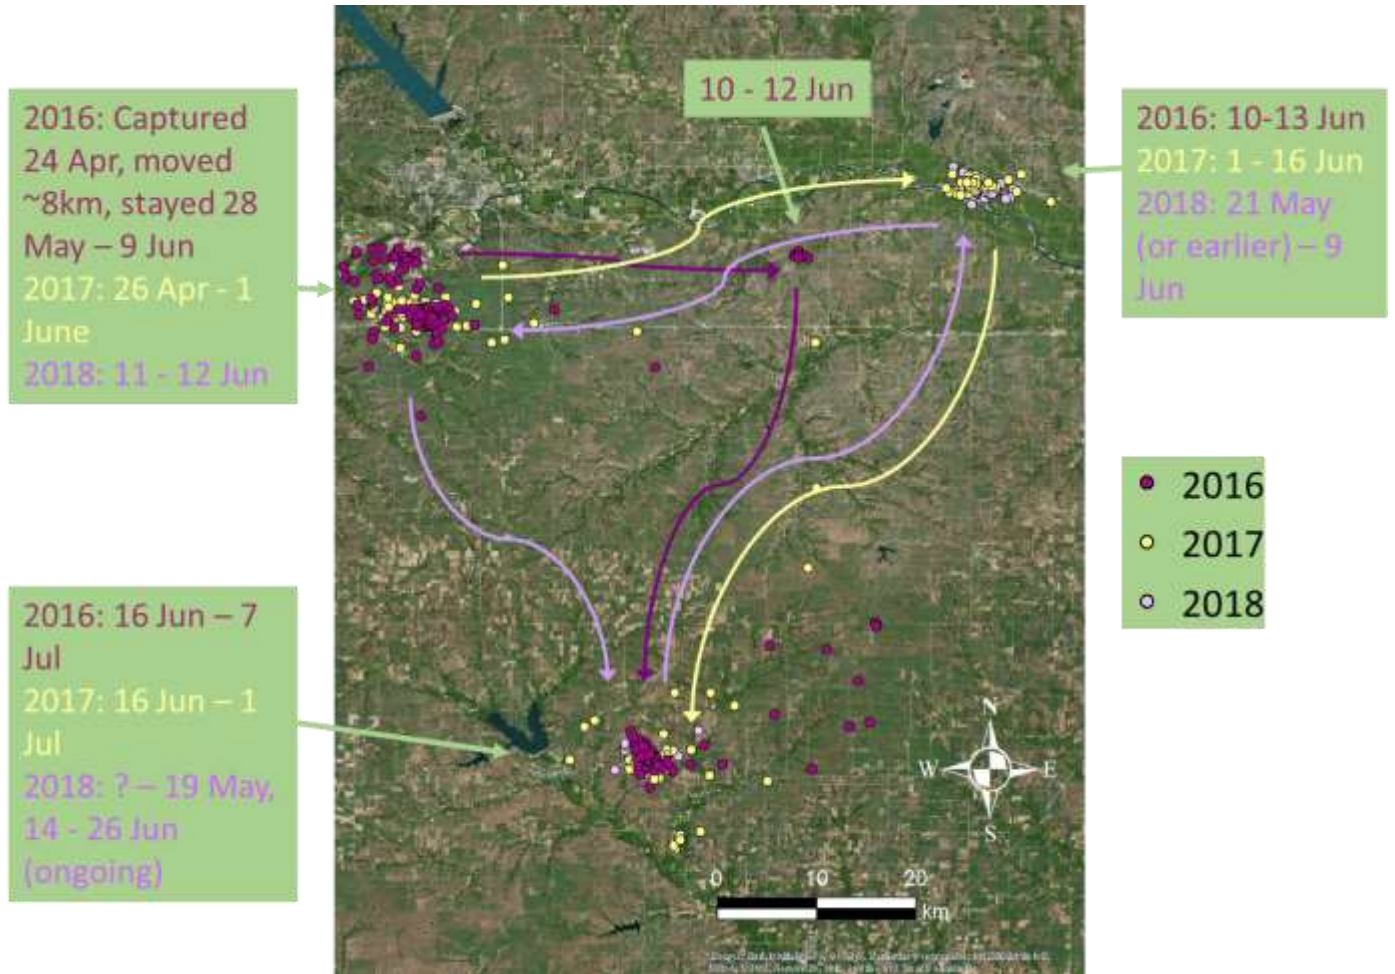 2016: Captured
24 Apr, moved
~8km, stayed 28
May – 9 Jun
2017: 26 Apr - 1
June
2018: 11 - 12 Jun
10 - 12 Jun
2016: 10-13 Jun
2017: 1 - 16 Jun
2018: 21 May
(or earlier) – 9
Jun
2016
2017
2018
2016: 16 Jun – 7
Jul
2017: 16 Jun – 1
Jul
2018: ? – 19 May,
14 - 26 Jun
(ongoing)
N
W E
S
0 10 20
km